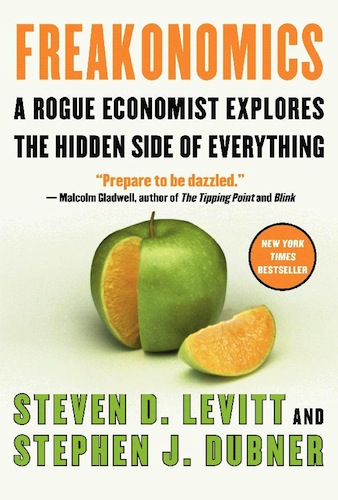 FREAKONOMICS
A ROGUE ECONOMIST EXPLORES
THE HIDDEN SIDE OF EVERYTHING
“Prepare to be dazzled.”
— Malcolm Gladwell, author of The Tipping Point and Blink
NEW YORK
TIMES
BESTSELLER
STEVEN D. LEVITT AND
STEPHEN J. DUBNER